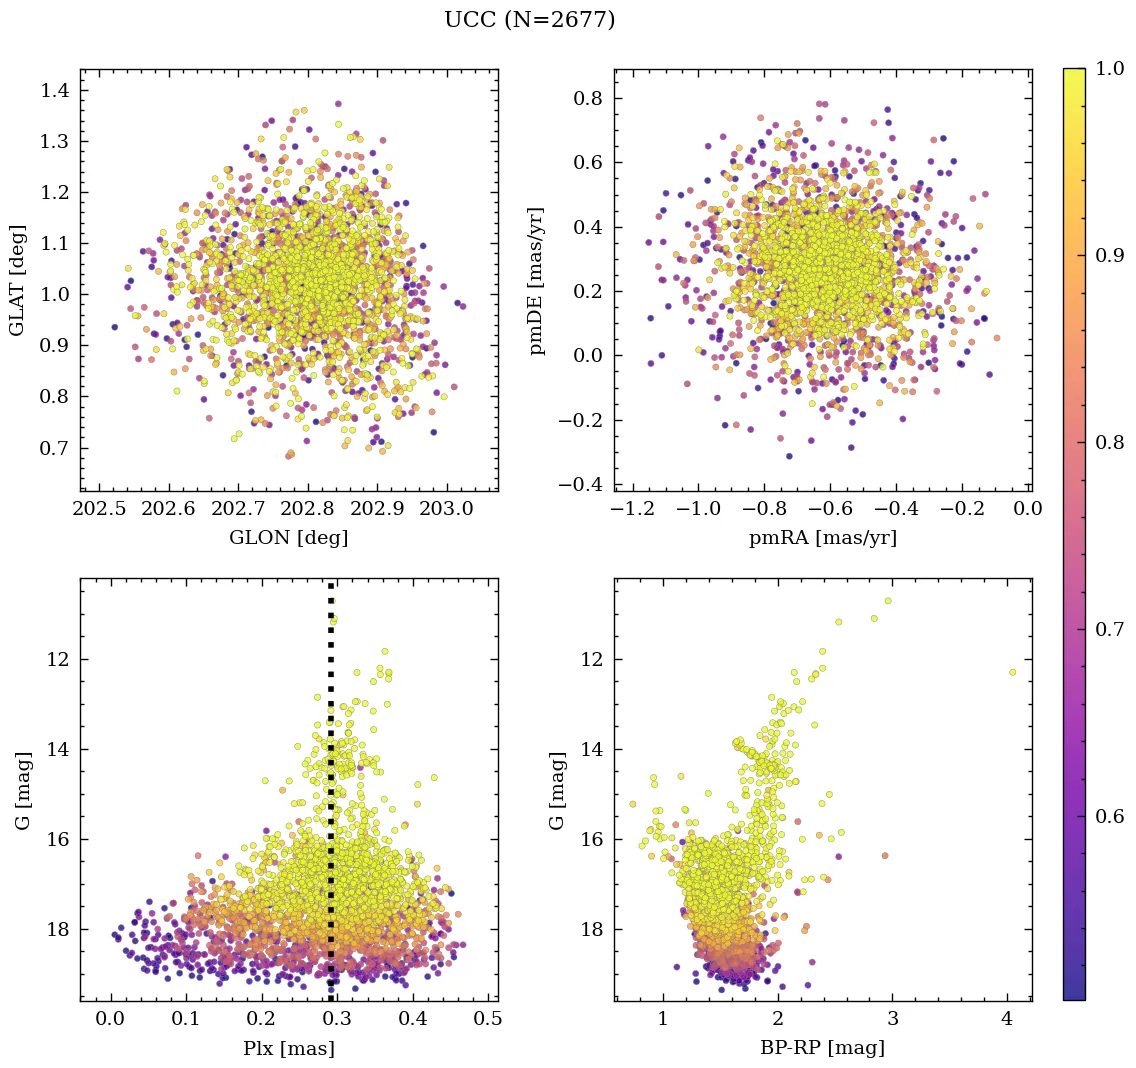 UCC (N=2677)
1.4
1.3
1.2
1.1
1.0
0.9
0.8
0.7
GLAT [deg]
202.5 202.6 202.7 202.8 202.9 203.0
GLON [deg]
0.8
0.6
0.4
0.2
0.0
−0.2
−0.4
pmDE [mas/yr]
−1.2 −1.0 −0.8 −0.6 −0.4 −0.2 0.0
pmRA [mas/yr]
12
14
16
18
G [mag]
0.0 0.1 0.2 0.3 0.4 0.5
Plx [mas]
12
14
16
18
G [mag]
1 2 3 4
BP-RP [mag]
1.0
0.9
0.8
0.7
0.6